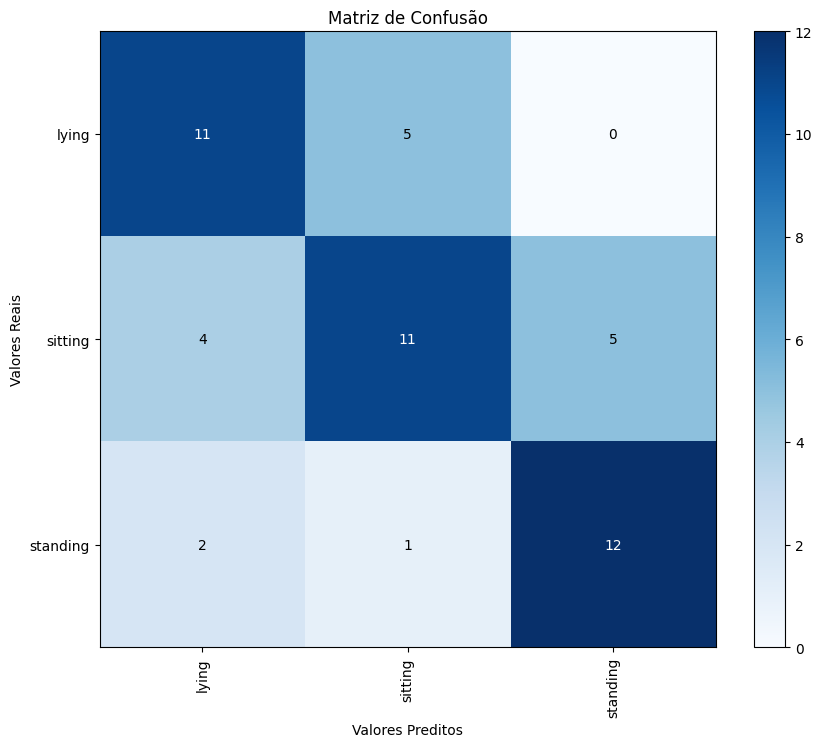 Matriz de Confusão
Valores Reais
lying
11
5
0
sitting
4
11
5
standing
2
1
12
lying
sitting
standing
Valores Preditos
12
10
8
6
4
2
0